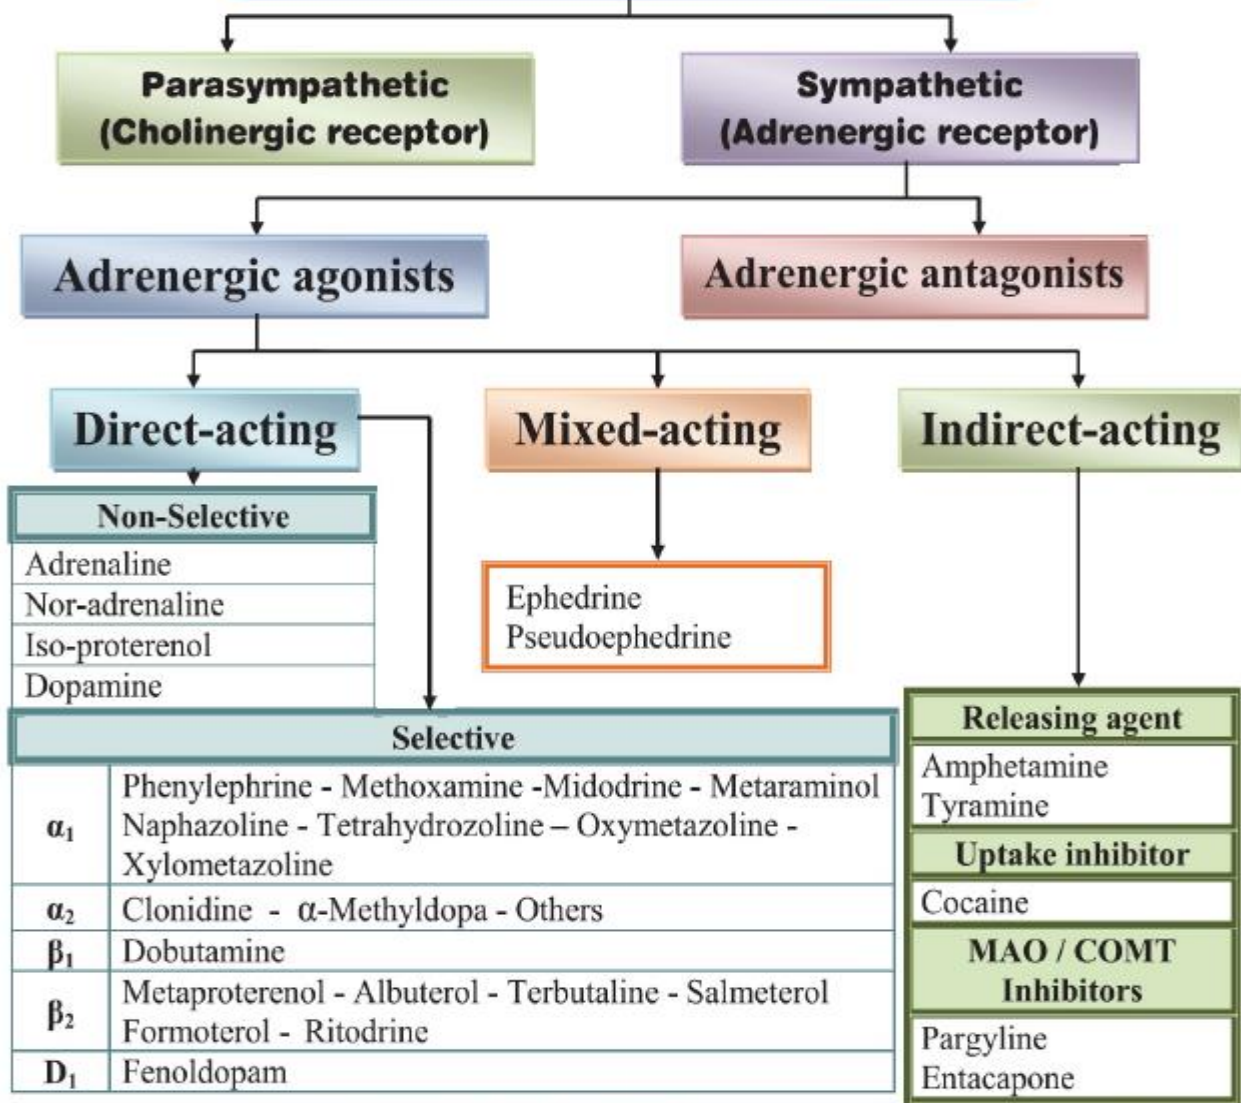 Parasympathetic
(Cholinergic receptor)
Sympathetic
(Adrenergic receptor)
Adrenergic agonists
Adrenergic antagonists
Direct-acting
Mixed-acting
Indirect-acting
Non-Selective
Adrenaline
Nor-adrenaline
Iso-proterenol
Dopamine
Ephedrine
Pseudoephedrine
Selective
α₁
Phenylephrine - Methoxamine -Midodrine - Metaraminol
Naphazoline - Tetrahydrozoline – Oxymetazoline -
Xylometazoline
α₂
Clonidine - α-Methyldopa - Others
β₁
Dobutamine
β₂
Metaproterenol - Albuterol - Terbutaline - Salmeterol
Formoterol - Ritodrine
D₁
Fenoldopam
Releasing agent
Amphetamine
Tyramine
Uptake inhibitor
Cocaine
MAO / COMT
Inhibitors
Pargyline
Entacapone